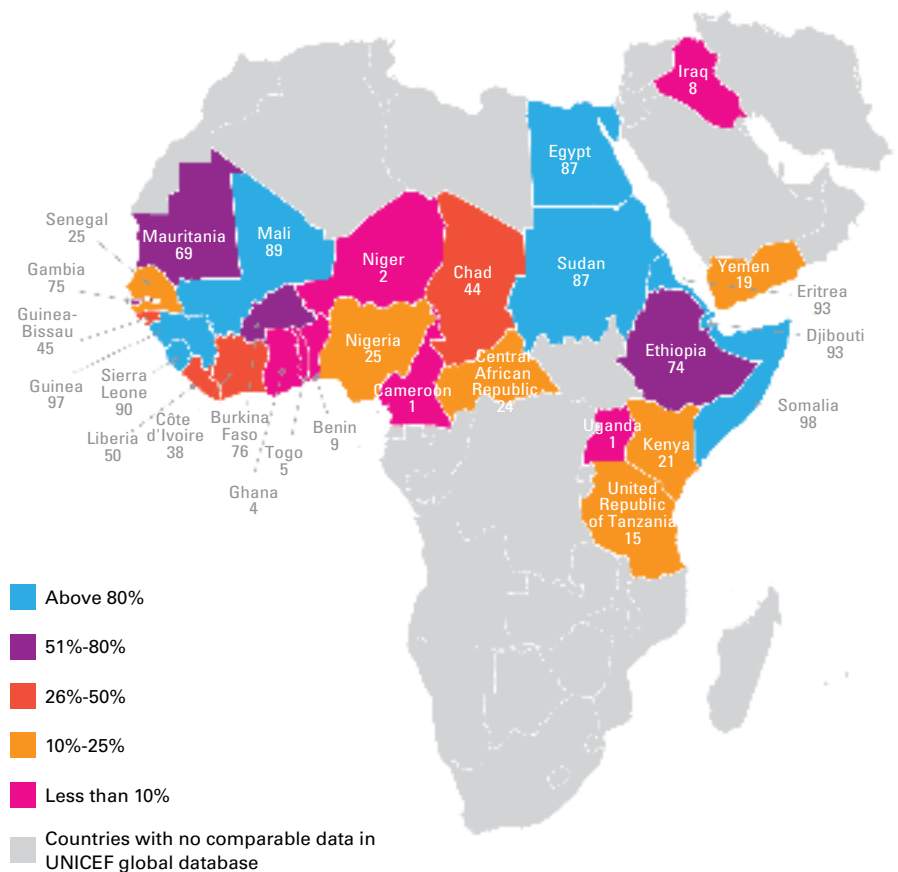 Iraq
8
Egypt
87
Senegal
25
Mauritania
69
Mali
89
Niger
2
Chad
44
Sudan
87
Yemen
19
Gambia
75
Eritrea
93
Guinea-
Bissau
45
Nigeria
25
Ethiopia
74
Djibouti
93
Central
African
Republic
24
Guinea
97
Sierra
Leone
90
Cameroon
1
Somalia
98
Liberia
50
Côte
d'Ivoire
38
Burkina
Faso
76
Togo
5
Benin
9
Uganda
1
Kenya
21
Ghana
4
United
Republic
of Tanzania
15
Above 80%
51%-80%
26%-50%
10%-25%
Less than 10%
Countries with no comparable data in
UNICEF global database